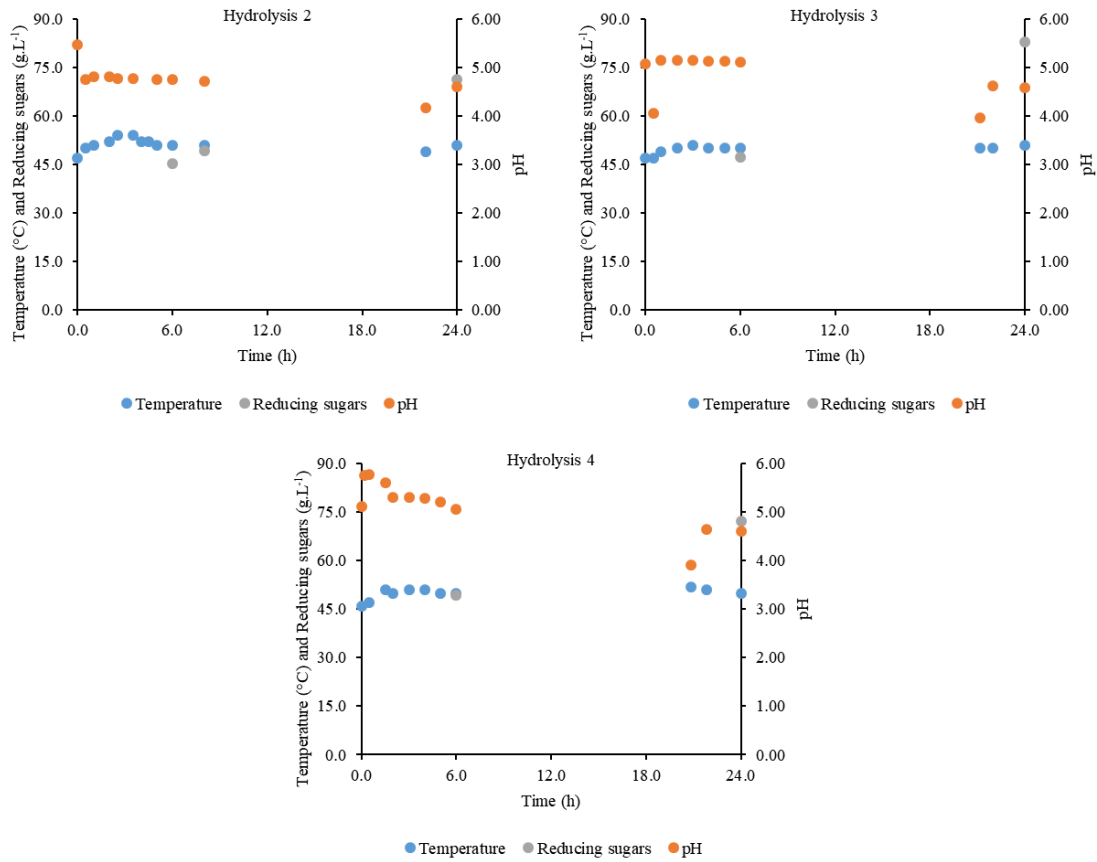 Hydrolysis 2
Temperature (°C) and Reducing sugars (g.L⁻¹)
90.0
75.0
60.0
45.0
30.0
15.0
0.0
6.00
5.00
4.00
3.00
2.00
1.00
0.00
pH
0.0 6.0 12.0 18.0 24.0
Time (h)
Temperature Reducing sugars pH
Hydrolysis 3
Temperature (°C) and Reducing sugars (g.L⁻¹)
90.0
75.0
60.0
45.0
30.0
15.0
0.0
6.00
5.00
4.00
3.00
2.00
1.00
0.00
pH
0.0 6.0 12.0 18.0 24.0
Time (h)
Temperature Reducing sugars pH
Hydrolysis 4
Temperature (°C) and Reducing sugars (g.L⁻¹)
90.0
75.0
60.0
45.0
30.0
15.0
0.0
6.00
5.00
4.00
3.00
2.00
1.00
0.00
pH
0.0 6.0 12.0 18.0 24.0
Time (h)
Temperature Reducing sugars pH